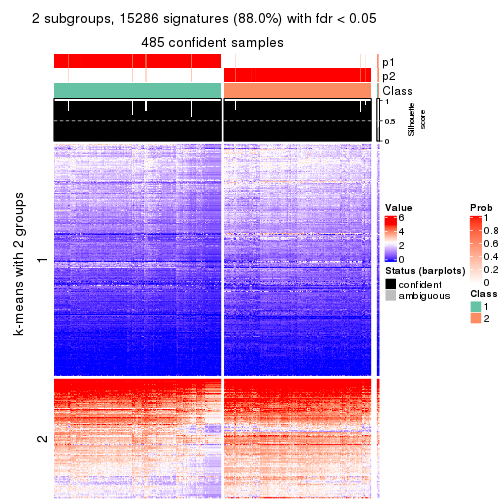 2 subgroups, 15286 signatures (88.0%) with fdr < 0.05
485 confident samples
p1
p2
Class
1
0.5
0
Silhouette
score
k-means with 2 groups
1
2
Value
6
4
2
0
Status (barplots)
confident
ambiguous
Prob
1
0.8
0.6
0.4
0.2
0
Class
1
2